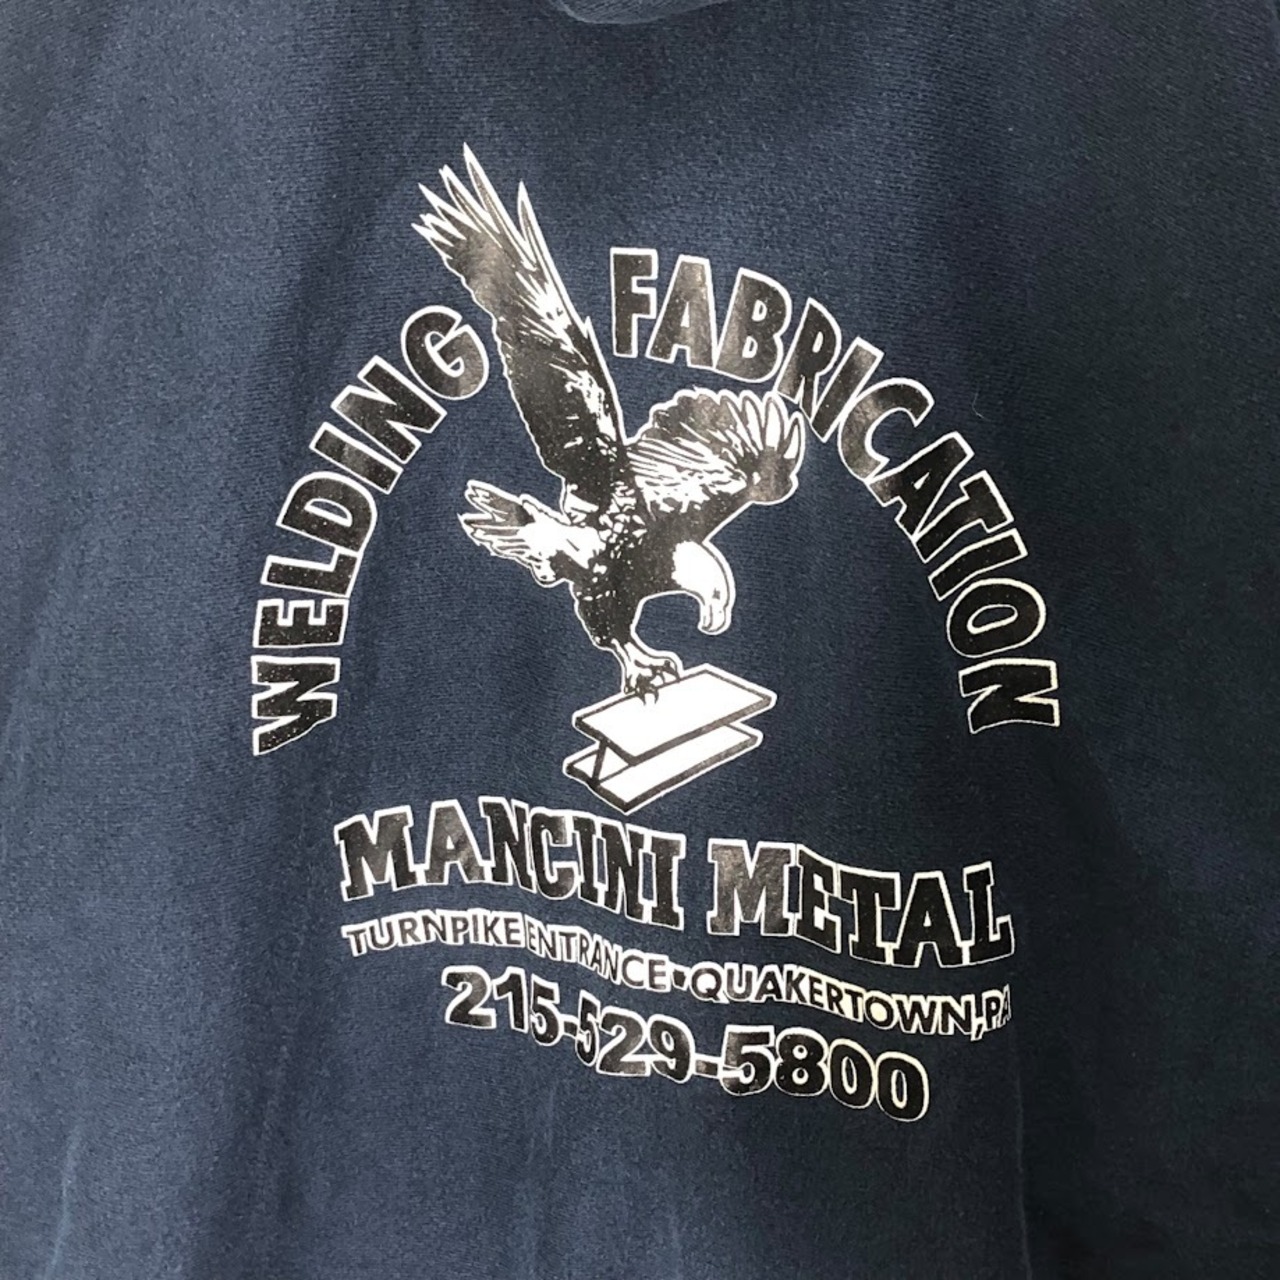 WELDING FABRICATION
MANCINI METAL
TURNPIKE ENTRANCE•QUAKERTOWN, PA
215-529-5800